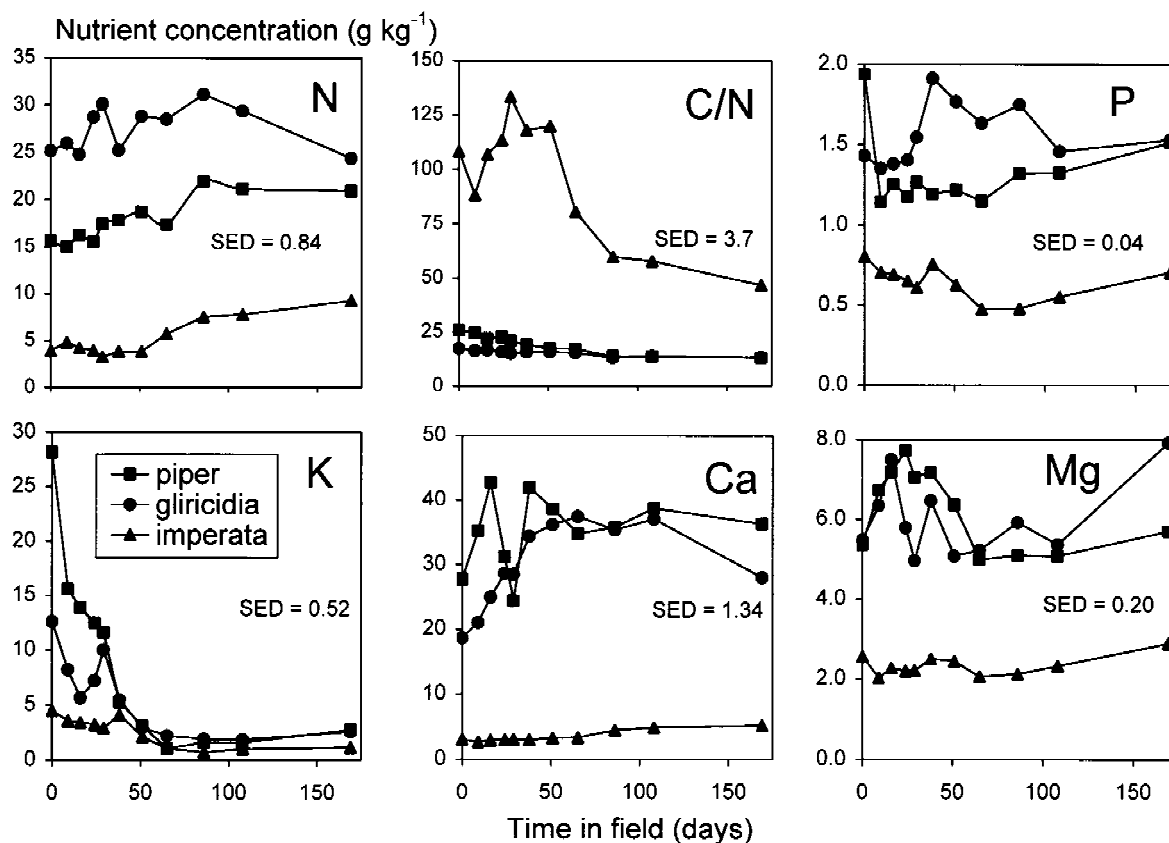 Nutrient concentration (g kg⁻¹)
35
30
25
20
15
10
5
0
N
SED = 0.84
150
125
100
75
50
25
0
C/N
SED = 3.7
2.0
1.5
1.0
0.5
0.0
P
SED = 0.04
30
25
20
15
10
5
0
K
piper
gliricidia
imperata
SED = 0.52
0 50 100 150
50
40
30
20
10
0
Ca
SED = 1.34
0 50 100 150
8.0
6.0
4.0
2.0
0.0
Mg
SED = 0.20
0 50 100 150
Time in field (days)